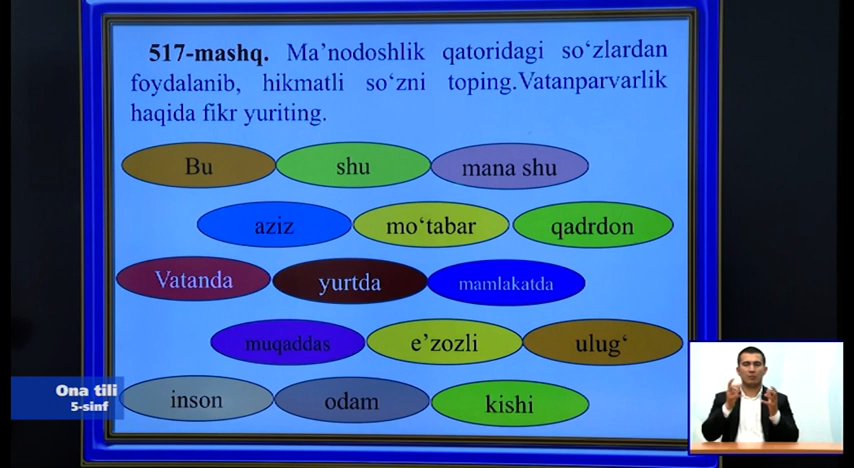 517-mashq. Ma’nodoshlik qatoridagi so‘zlardan
foydalanib, hikmatli so‘zni toping.Vatanparvarlik
haqida fikr yuriting.
Bu shu mana shu
aziz mo‘tabar qadrdon
Vatanda yurtda mamlakatda
muqaddas e’zozli ulug‘
inson odam kishi
Ona tili
5-sinf